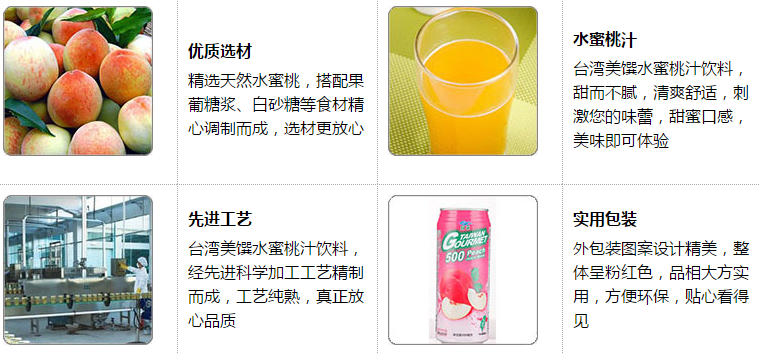 优质选材
精选天然水蜜桃，搭配果
葡糖浆、白砂糖等食材精
心调制而成，选材更放心
水蜜桃汁
台湾美馔水蜜桃汁饮料，
甜而不腻，清爽舒适，刺
激您的味蕾，甜蜜口感，
美味即可体验
先进工艺
台湾美馔水蜜桃汁饮料，
经先进科学加工工艺精制
而成，工艺纯熟，真正放
心品质
TAIWAN
GOURMET
500 Peach
实用包装
外包装图案设计精美，整
体呈粉红色，品相大方实
用，方便环保，贴心看得
见